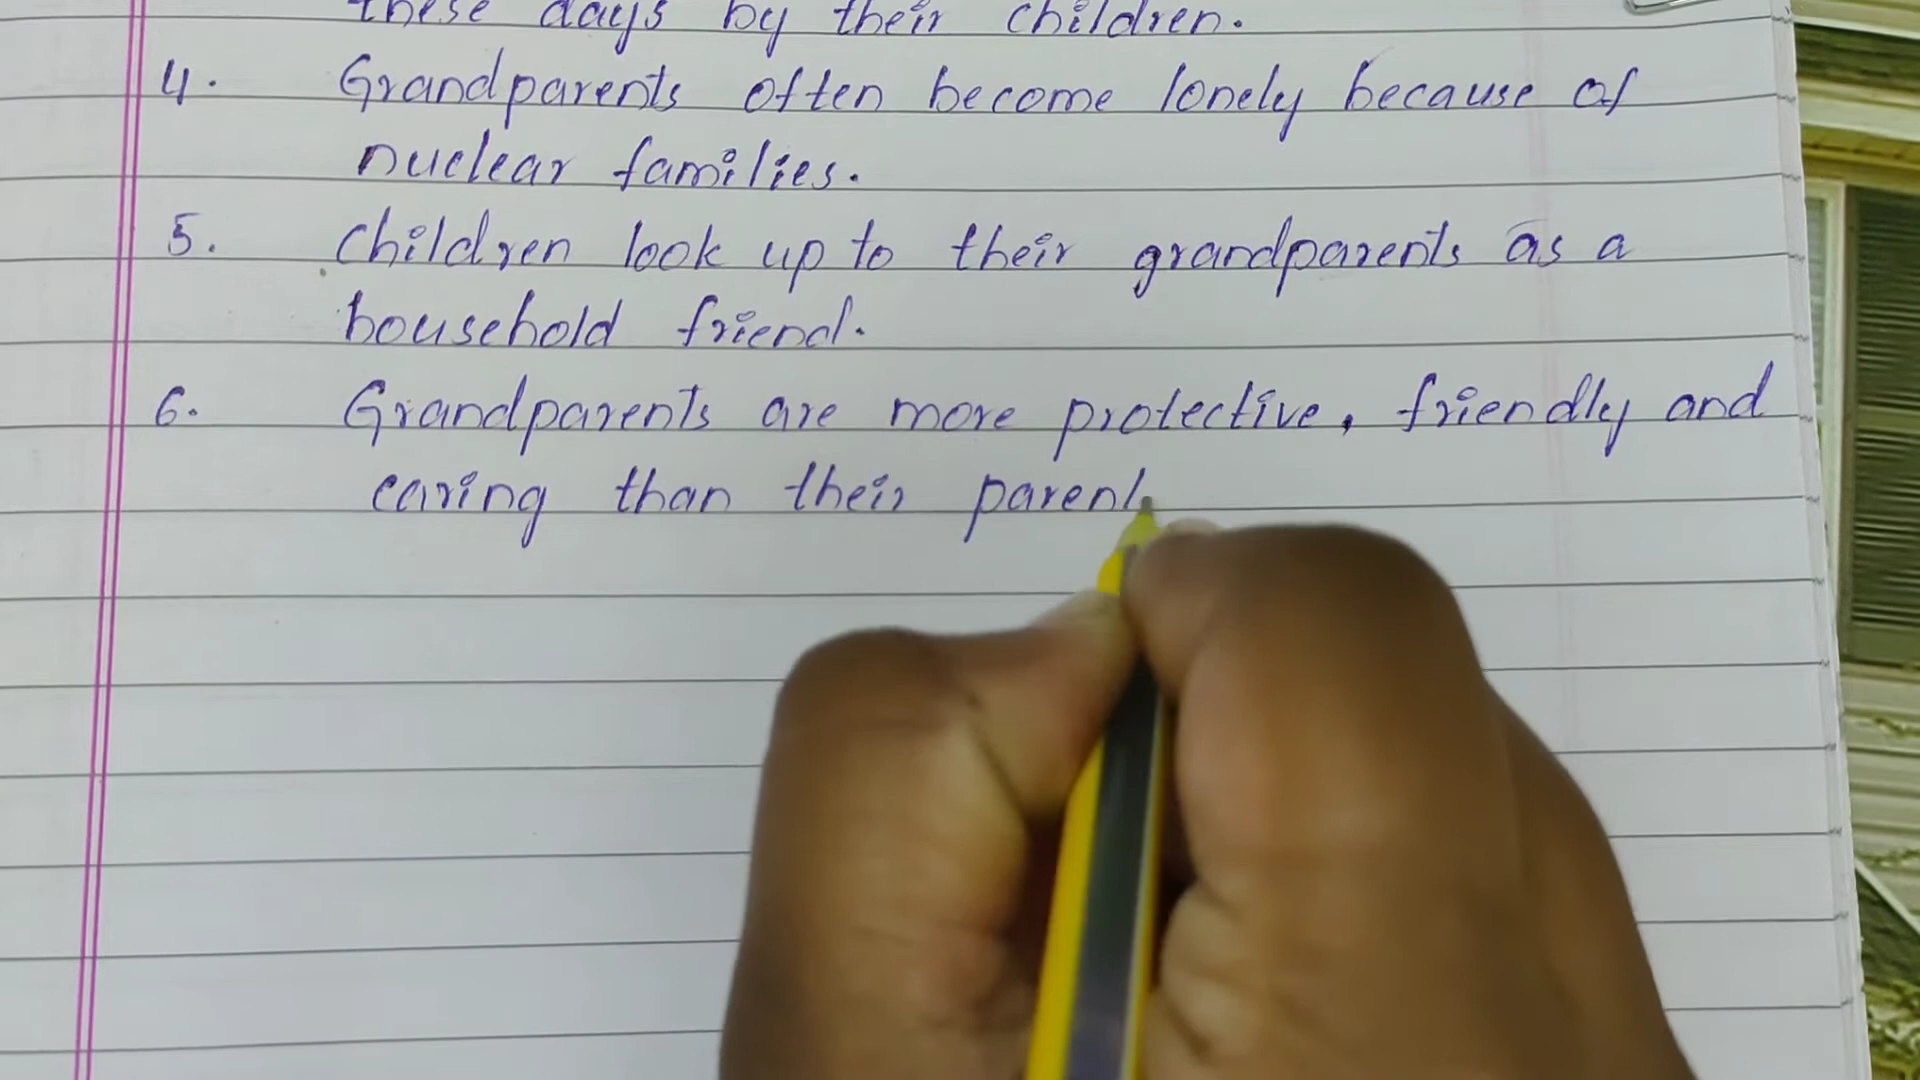 these days by their children.
4. Grandparents often become lonely because of
nuclear families.
5. Children look up to their grandparents as a
household friend.
6. Grandparents are more protective, friendly and
caring than their parent